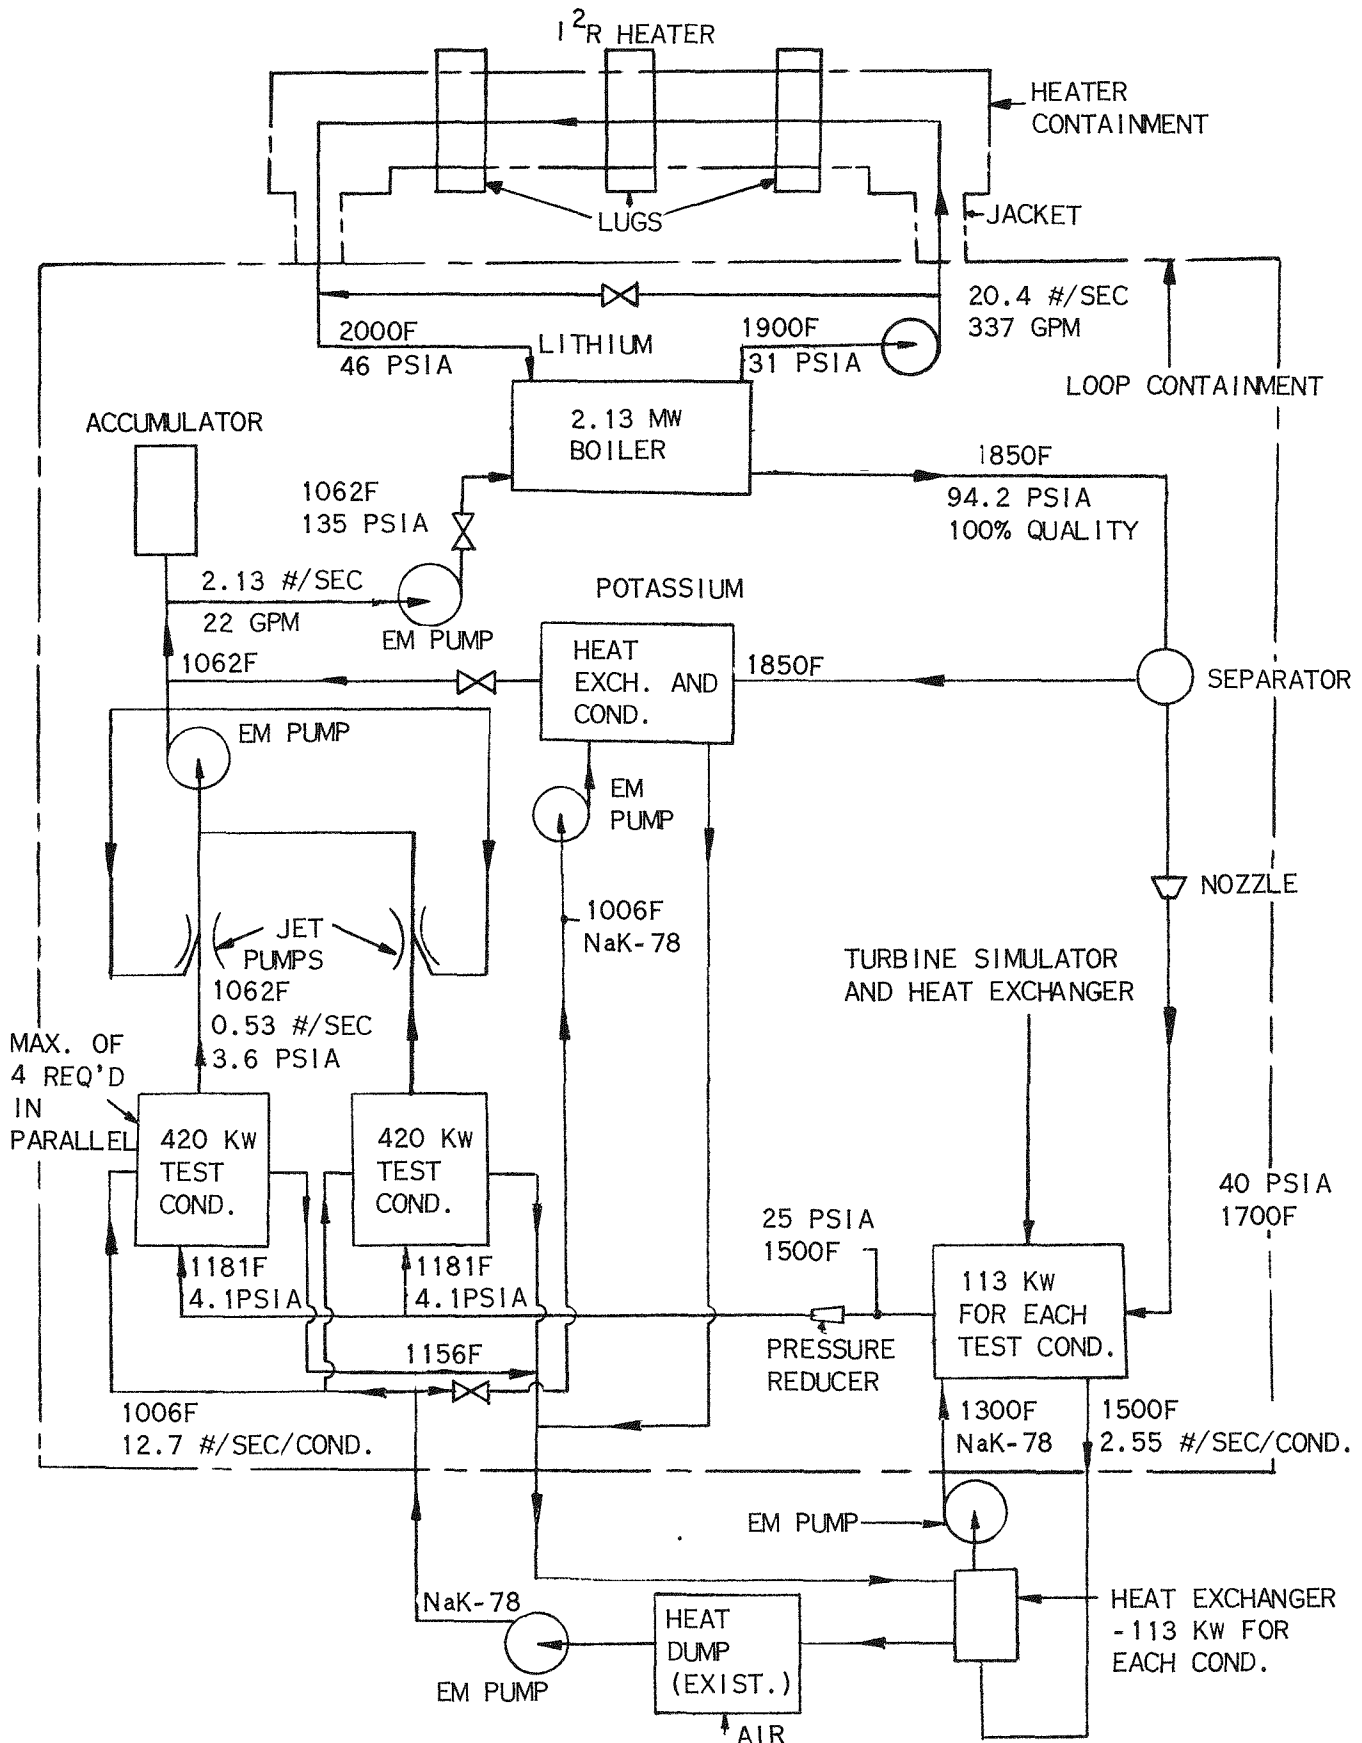 I²R HEATER
HEATER
CONTAINMENT
LUGS
JACKET
20.4 #/SEC
337 GPM
2000F
46 PSIA
LITHIUM
1900F
31 PSIA
LOOP CONTAINMENT
ACCUMULATOR
2.13 MW
BOILER
1850F
94.2 PSIA
100% QUALITY
1062F
135 PSIA
2.13 #/SEC
22 GPM
EM PUMP
POTASSIUM
1062F
HEAT
EXCH. AND
COND.
1850F
SEPARATOR
EM PUMP
EM
PUMP
NOZZLE
1006F
NaK-78
JET
PUMPS
TURBINE SIMULATOR
AND HEAT EXCHANGER
1062F
0.53 #/SEC
3.6 PSIA
MAX. OF
4 REQ'D
IN
PARALLEL
420 KW
TEST
COND.
420 KW
TEST
COND.
40 PSIA
1700F
25 PSIA
1500F
1181F
4.1PSIA
1181F
4.1PSIA
113 KW
FOR EACH
TEST COND.
PRESSURE
REDUCER
1156F
1006F
12.7 #/SEC/COND.
1300F
NaK-78
1500F
2.55 #/SEC/COND.
EM PUMP
NaK-78
HEAT
DUMP
(EXIST.)
HEAT EXCHANGER
-113 KW FOR
EACH COND.
EM PUMP
AIR